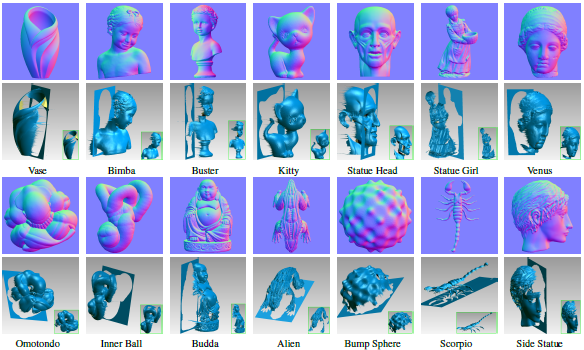 Vase Bimba Buster Kitty Statue Head Statue Girl Venus
Omotondo Inner Ball Budda Alien Bump Sphere Scorpio Side Statue